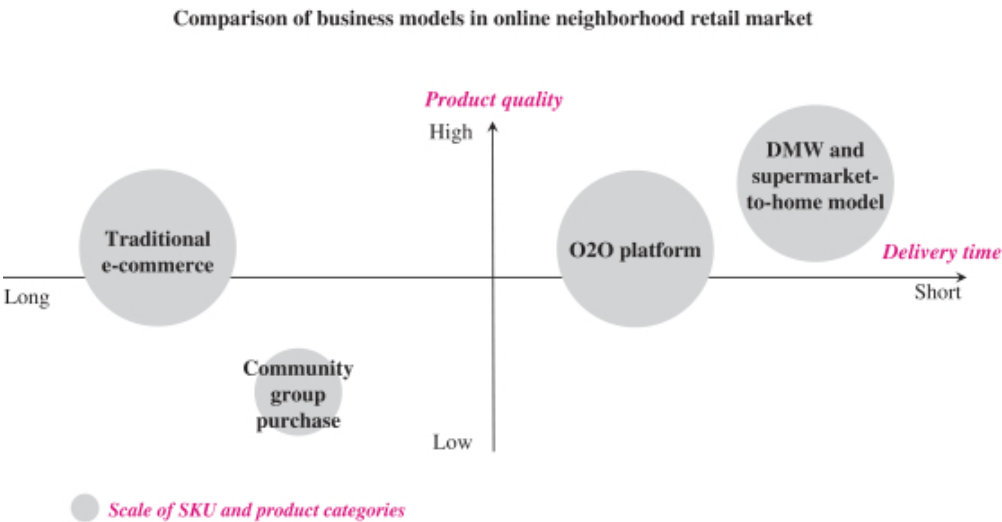 Comparison of business models in online neighborhood retail market
Product quality
High
DMW and
supermarket-
to-home model
Traditional
e-commerce
O2O platform
Delivery time
Long
Short
Community
group
purchase
Low
Scale of SKU and product categories